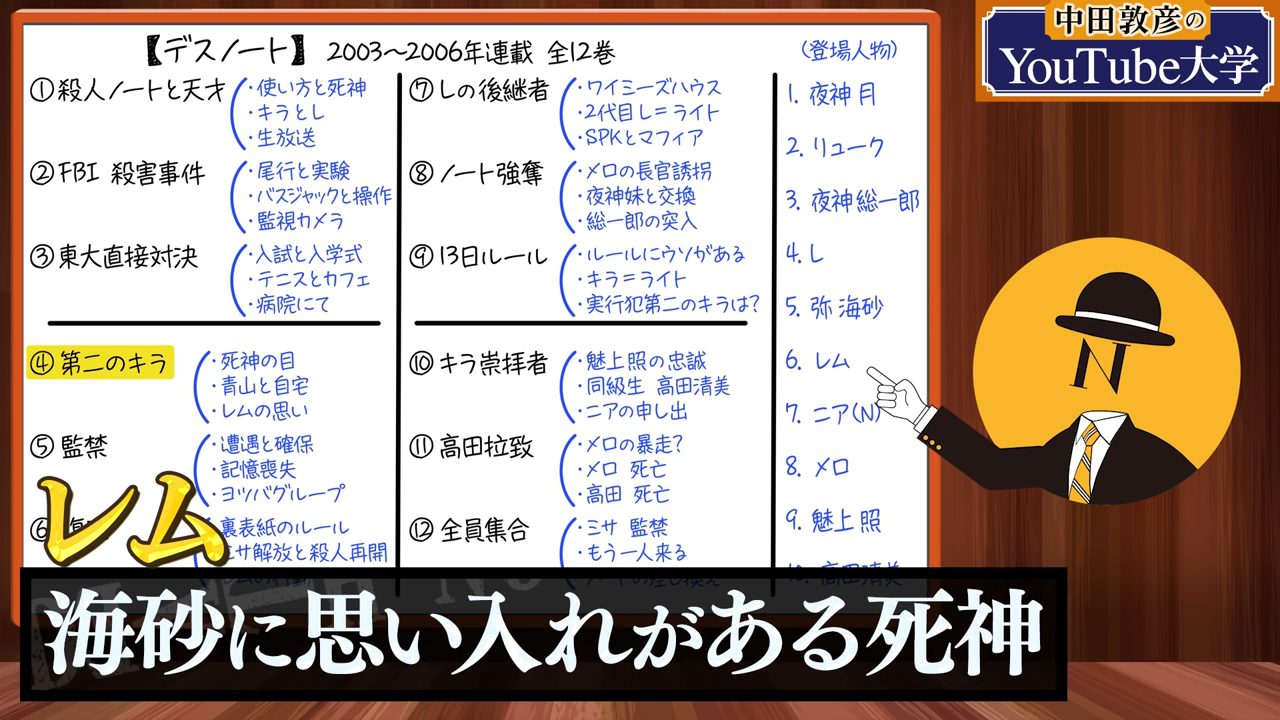 中田敦彦の
YouTube大学
【デスノート】 2003〜2006年連載 全12巻
①殺人ノートと天才
・使い方と死神
・キラとL
・生放送
②FBI 殺害事件
・尾行と実験
・バスジャックと操作
・監視カメラ
③東大直接対決
・入試と入学式
・テニスとカフェ
・病院にて
④第二のキラ
・死神の目
・青山と自宅
・レムの思い
⑤監禁
・遭遇と確保
・記憶喪失
・ヨツバグループ
⑥
裏表紙のルール
ミサ解放と殺人再開
⑦Lの後継者
・ワイミーズハウス
・2代目L=ライト
・SPKとマフィア
⑧ノート強奪
・メロの長官誘拐
・夜神妹と交換
・総一郎の突入
⑨13日ルール
・ルールにウソがある
・キラ=ライト
・実行犯第二のキラは?
⑩キラ崇拝者
・魅上照の忠誠
・同級生 高田清美
・ニアの申し出
⑪高田拉致
・メロの暴走?
・メロ 死亡
・高田 死亡
⑫全員集合
・ミサ 監禁
・もう一人来る
(登場人物)
1. 夜神月
2. リューク
3. 夜神総一郎
4. L
5. 弥 海砂
6. レム
7. ニア(N)
8. メロ
9. 魅上 照
10. 高田清美
N
レム
海砂に思い入れがある死神